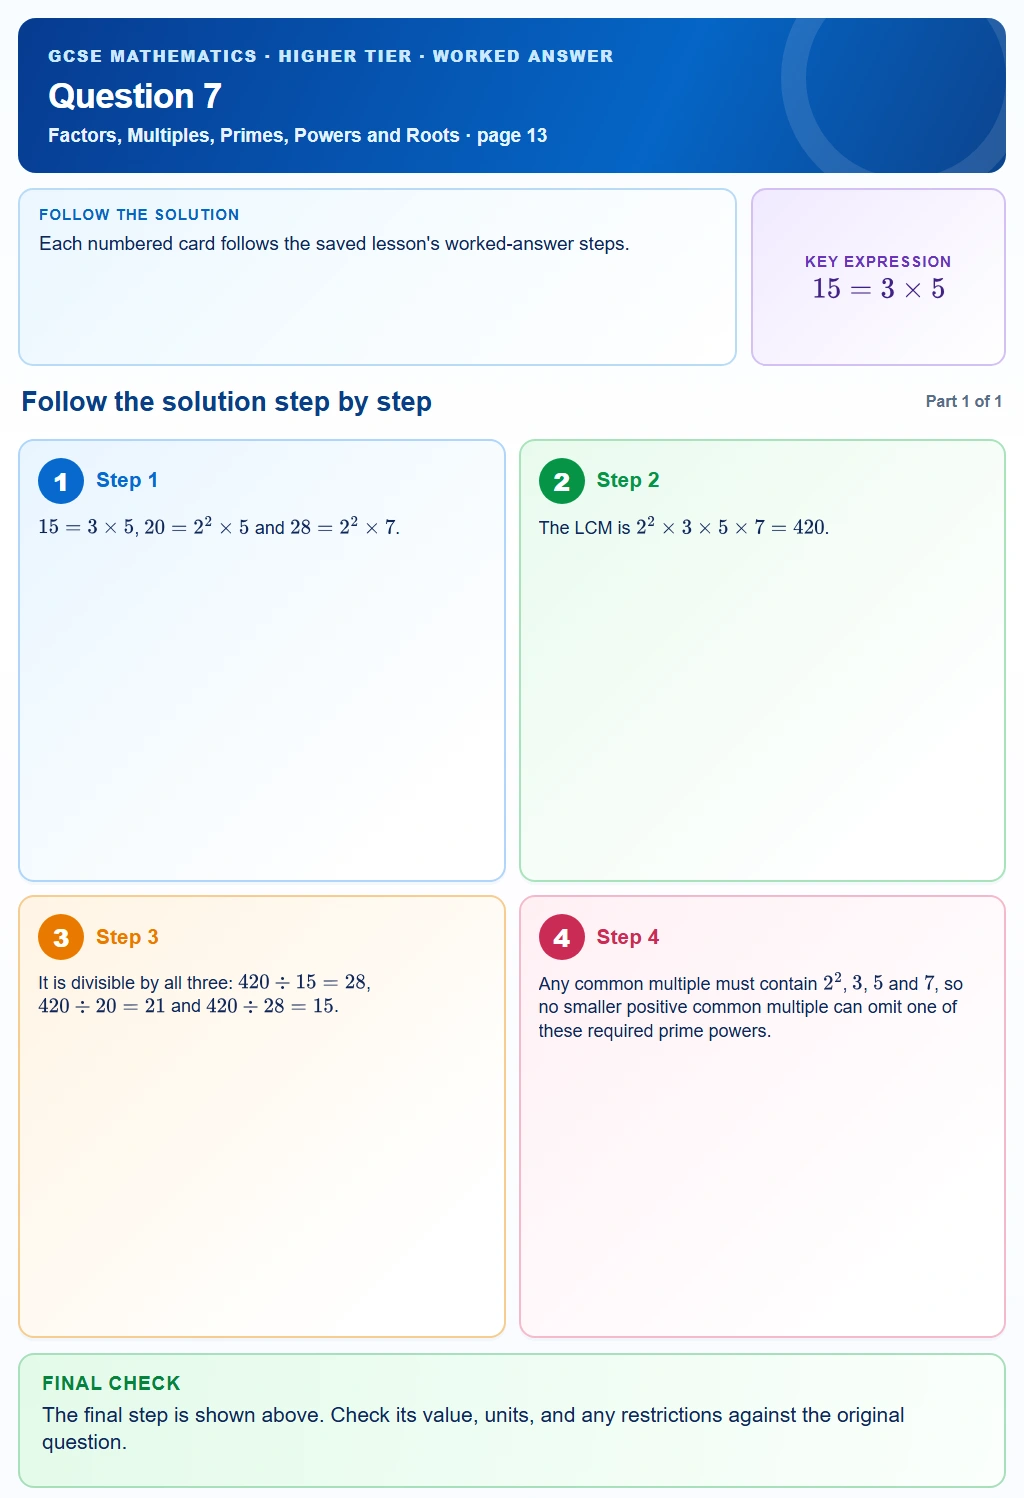 GCSE MATHEMATICS · HIGHER TIER · WORKED ANSWER
Question 7
Factors, Multiples, Primes, Powers and Roots · page 13
FOLLOW THE SOLUTION
Each numbered card follows the saved lesson's worked-answer steps.
KEY EXPRESSION
15 = 3 × 5
Follow the solution step by step
Part 1 of 1
1 Step 1
15 = 3 × 5, 20 = 2² × 5 and 28 = 2² × 7.
2 Step 2
The LCM is 2² × 3 × 5 × 7 = 420.
3 Step 3
It is divisible by all three: 420 ÷ 15 = 28,
420 ÷ 20 = 21 and 420 ÷ 28 = 15.
4 Step 4
Any common multiple must contain 2², 3, 5 and 7, so
no smaller positive common multiple can omit one of
these required prime powers.
FINAL CHECK
The final step is shown above. Check its value, units, and any restrictions against the original
question.